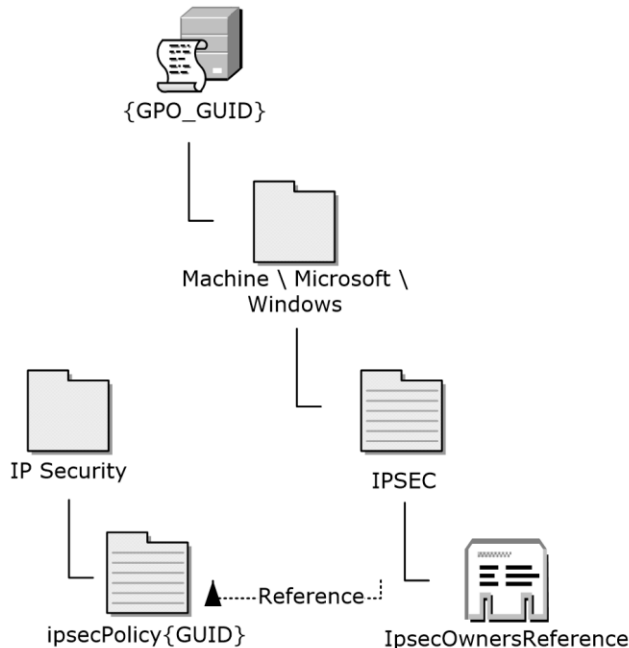 {GPO_GUID}
Machine \ Microsoft \
Windows
IP Security
IPSEC
Reference
ipsecPolicy{GUID}
IpsecOwnersReference